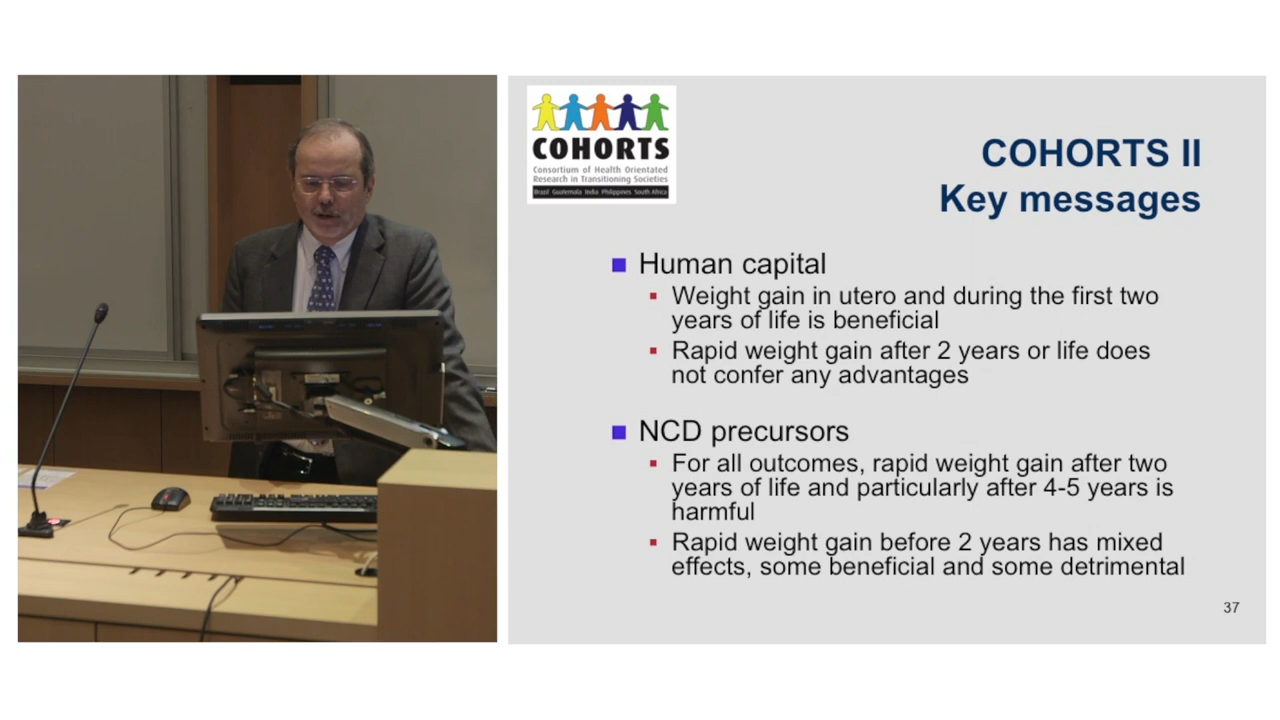 COHORTS
Consortium of Health Orientated
Research in Transitioning Societies
Brazil Guatemala India Philippines South Africa
COHORTS II
Key messages
Human capital
Weight gain in utero and during the first two
years of life is beneficial
Rapid weight gain after 2 years or life does
not confer any advantages
NCD precursors
For all outcomes, rapid weight gain after two
years of life and particularly after 4-5 years is
harmful
Rapid weight gain before 2 years has mixed
effects, some beneficial and some detrimental
37